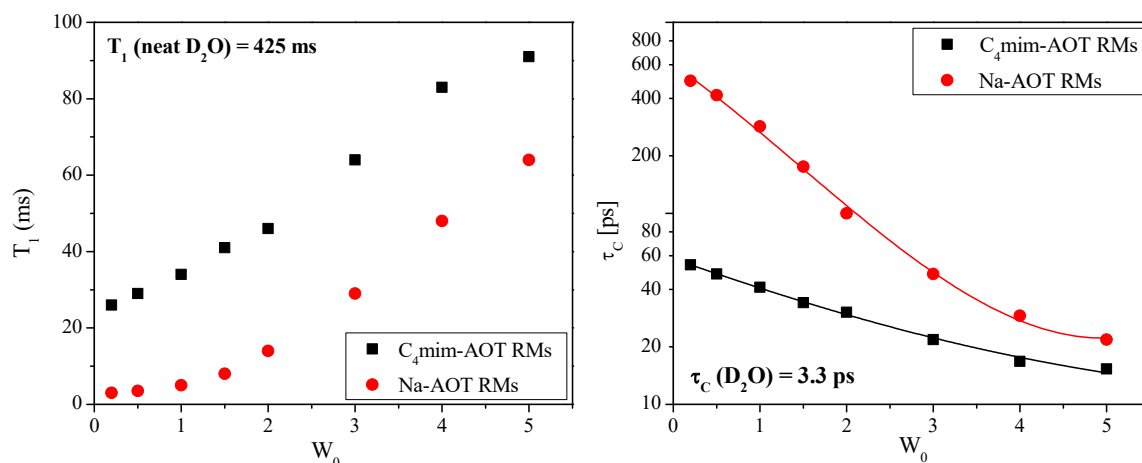 T₁ (neat D₂O) = 425 ms
100
80
60
40
20
0
T₁ (ms)
C₄mim-AOT RMs
Na-AOT RMs
0 1 2 3 4 5
W₀
800
600
400
200
80
60
40
20
10
τC [ps]
C₄mim-AOT RMs
Na-AOT RMs
τC (D₂O) = 3.3 ps
0 1 2 3 4 5
W₀